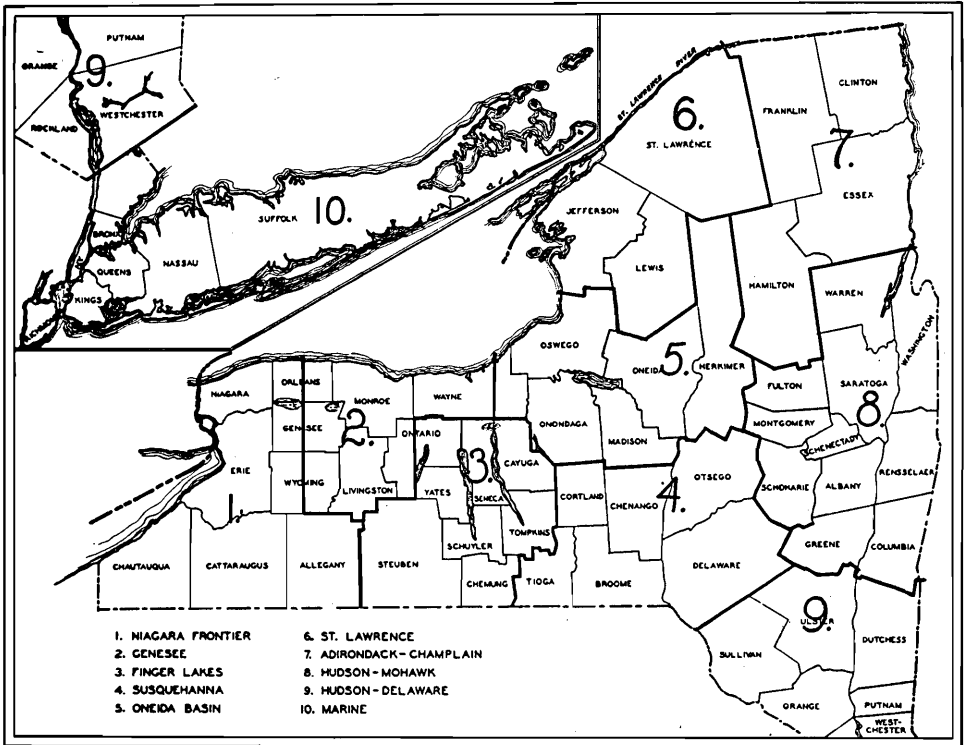 PUTNAM
ORANGE
9.
WESTCHESTER
ROCKLAND
SUFFOLK
10.
BRONX
NASSAU
QUEENS
N.Y.
KINGS
RICHMOND
ST. LAWRENCE RIVER
6.
ST. LAWRENCE
FRANKLIN
CLINTON
7.
ESSEX
JEFFERSON
LEWIS
HAMILTON
WARREN
WASHINGTON
OSWEGO
ONEIDA
5.
HERKIMER
FULTON
SARATOGA
8.
MONTGOMERY
SCHENECTADY
NIAGARA
ORLEANS
MONROE
WAYNE
GENESEE
2.
ONTARIO
ONONDAGA
MADISON
3.
CAYUGA
OTSEGO
SCHOHARIE
ALBANY
RENSSELAER
ERIE
WYOMING
LIVINGSTON
YATES
SENECA
CORTLAND
CHENANGO
4.
1.
TOMPKINS
SCHUYLER
GREENE
COLUMBIA
CHAUTAUQUA
CATTARAUGUS
ALLEGANY
STEUBEN
CHEMUNG
TIOGA
BROOME
DELAWARE
9.
ULSTER
DUTCHESS
SULLIVAN
ORANGE
PUTNAM
WEST-
CHESTER
1. NIAGARA FRONTIER
2. GENESEE
3. FINGER LAKES
4. SUSQUEHANNA
5. ONEIDA BASIN
6. ST. LAWRENCE
7. ADIRONDACK-CHAMPLAIN
8. HUDSON-MOHAWK
9. HUDSON-DELAWARE
10. MARINE